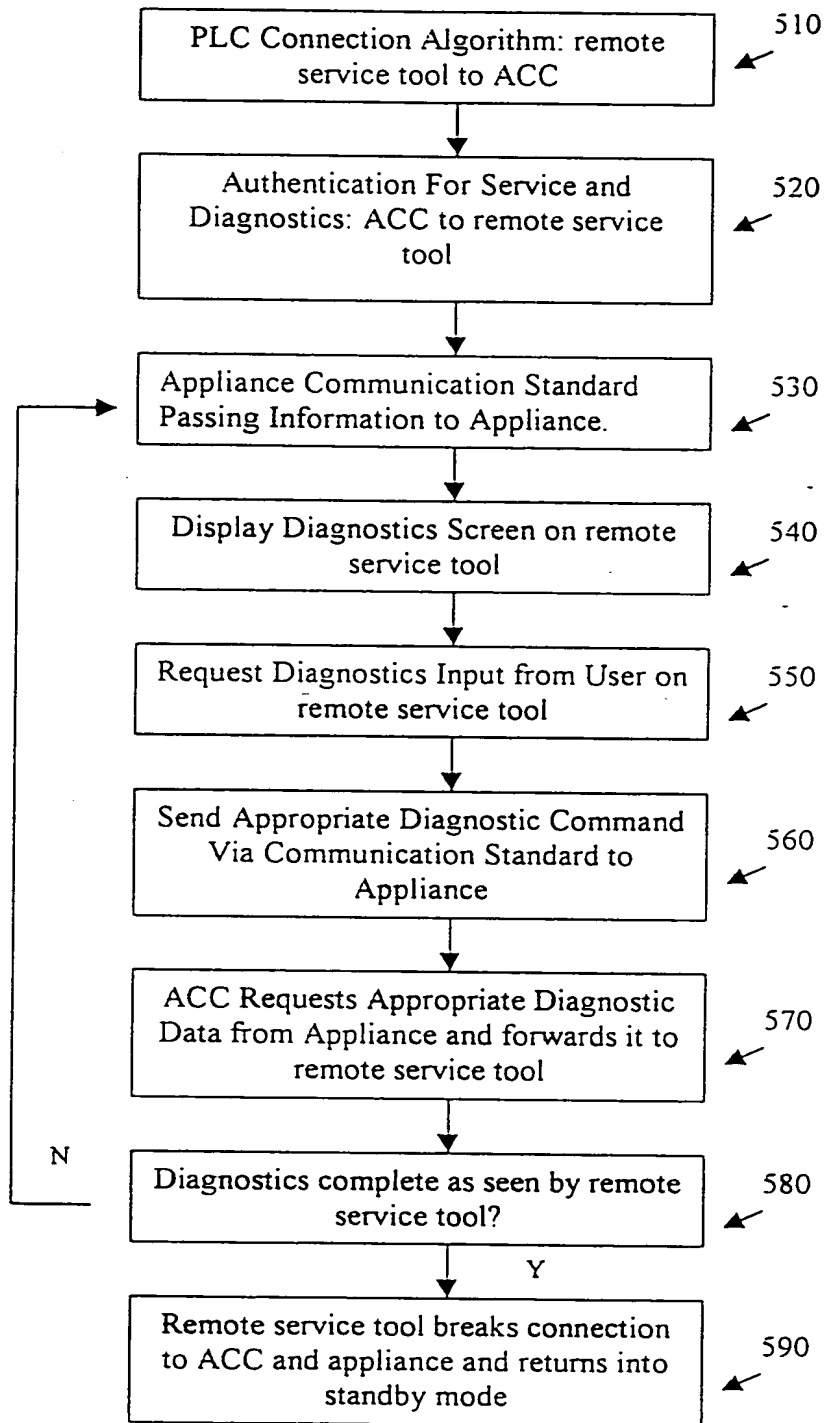 PLC Connection Algorithm: remote
service tool to ACC
510
Authentication For Service and
Diagnostics: ACC to remote service
tool
520
Appliance Communication Standard
Passing Information to Appliance.
530
Display Diagnostics Screen on remote
service tool
540
Request Diagnostics Input from User on
remote service tool
550
Send Appropriate Diagnostic Command
Via Communication Standard to
Appliance
560
ACC Requests Appropriate Diagnostic
Data from Appliance and forwards it to
remote service tool
570
N
Diagnostics complete as seen by remote
service tool?
580
Y
Remote service tool breaks connection
to ACC and appliance and returns into
standby mode
590